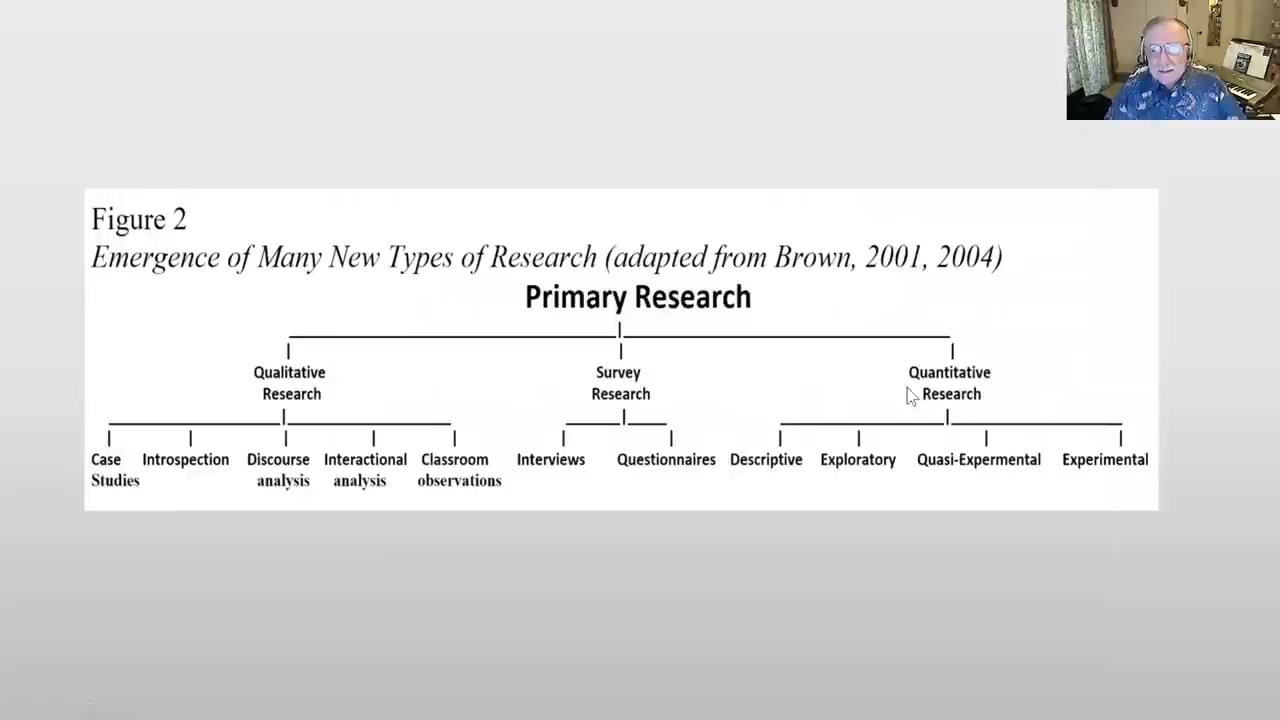 Figure 2
Emergence of Many New Types of Research (adapted from Brown, 2001, 2004)
Primary Research
Qualitative
Research
Survey
Research
Quantitative
Research
Case
Studies
Introspection
Discourse
analysis
Interactional
analysis
Classroom
observations
Interviews
Questionnaires
Descriptive
Exploratory
Quasi-Expermental
Experimental